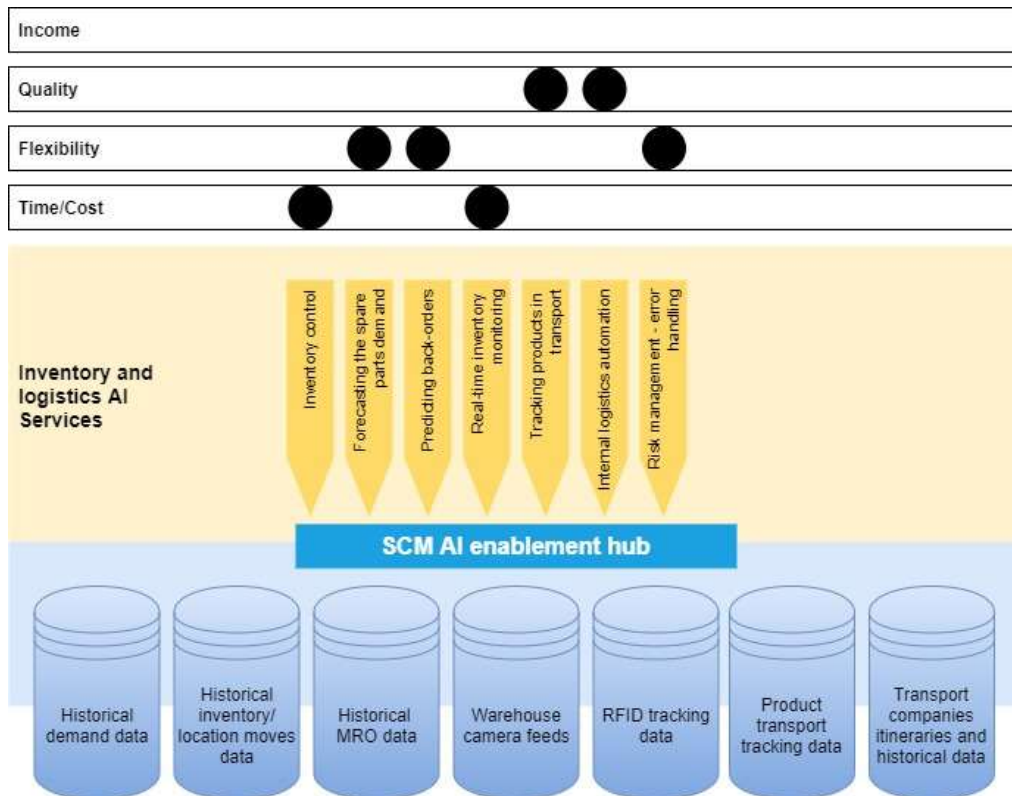 Income
Quality
Flexibility
Time/Cost
Inventory and
logistics AI
Services
Inventory control
Forecasting the spare
parts demand
Predicting back-orders
Real-time inventory
monitoring
Tracking products in
transport
Internal logistics automation
Risk management - error
handling
SCM AI enablement hub
Historical
demand data
Historical
inventory/
location moves
data
Historical
MRO data
Warehouse
camera feeds
RFID tracking
data
Product
transport
tracking data
Transport
companies
itineraries and
historical data